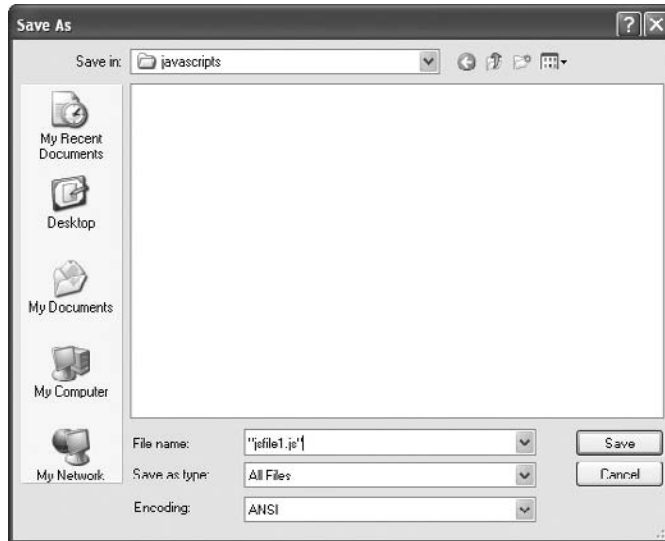 Save As
Save in:
javascripts
My Recent
Documents
Desktop
My Documents
My Computer
My Network
File name:
"jsfile1.js"
Save
Save as type:
All Files
Cancel
Encoding:
ANSI